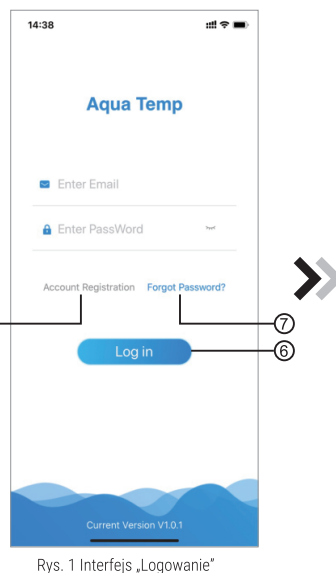 14:38
Aqua Temp
Enter Email
Enter PassWord
Account Registration Forgot Password?
⑦
Log in ⑥
Current Version V1.0.1
Rys. 1 Interfejs „Logowanie”